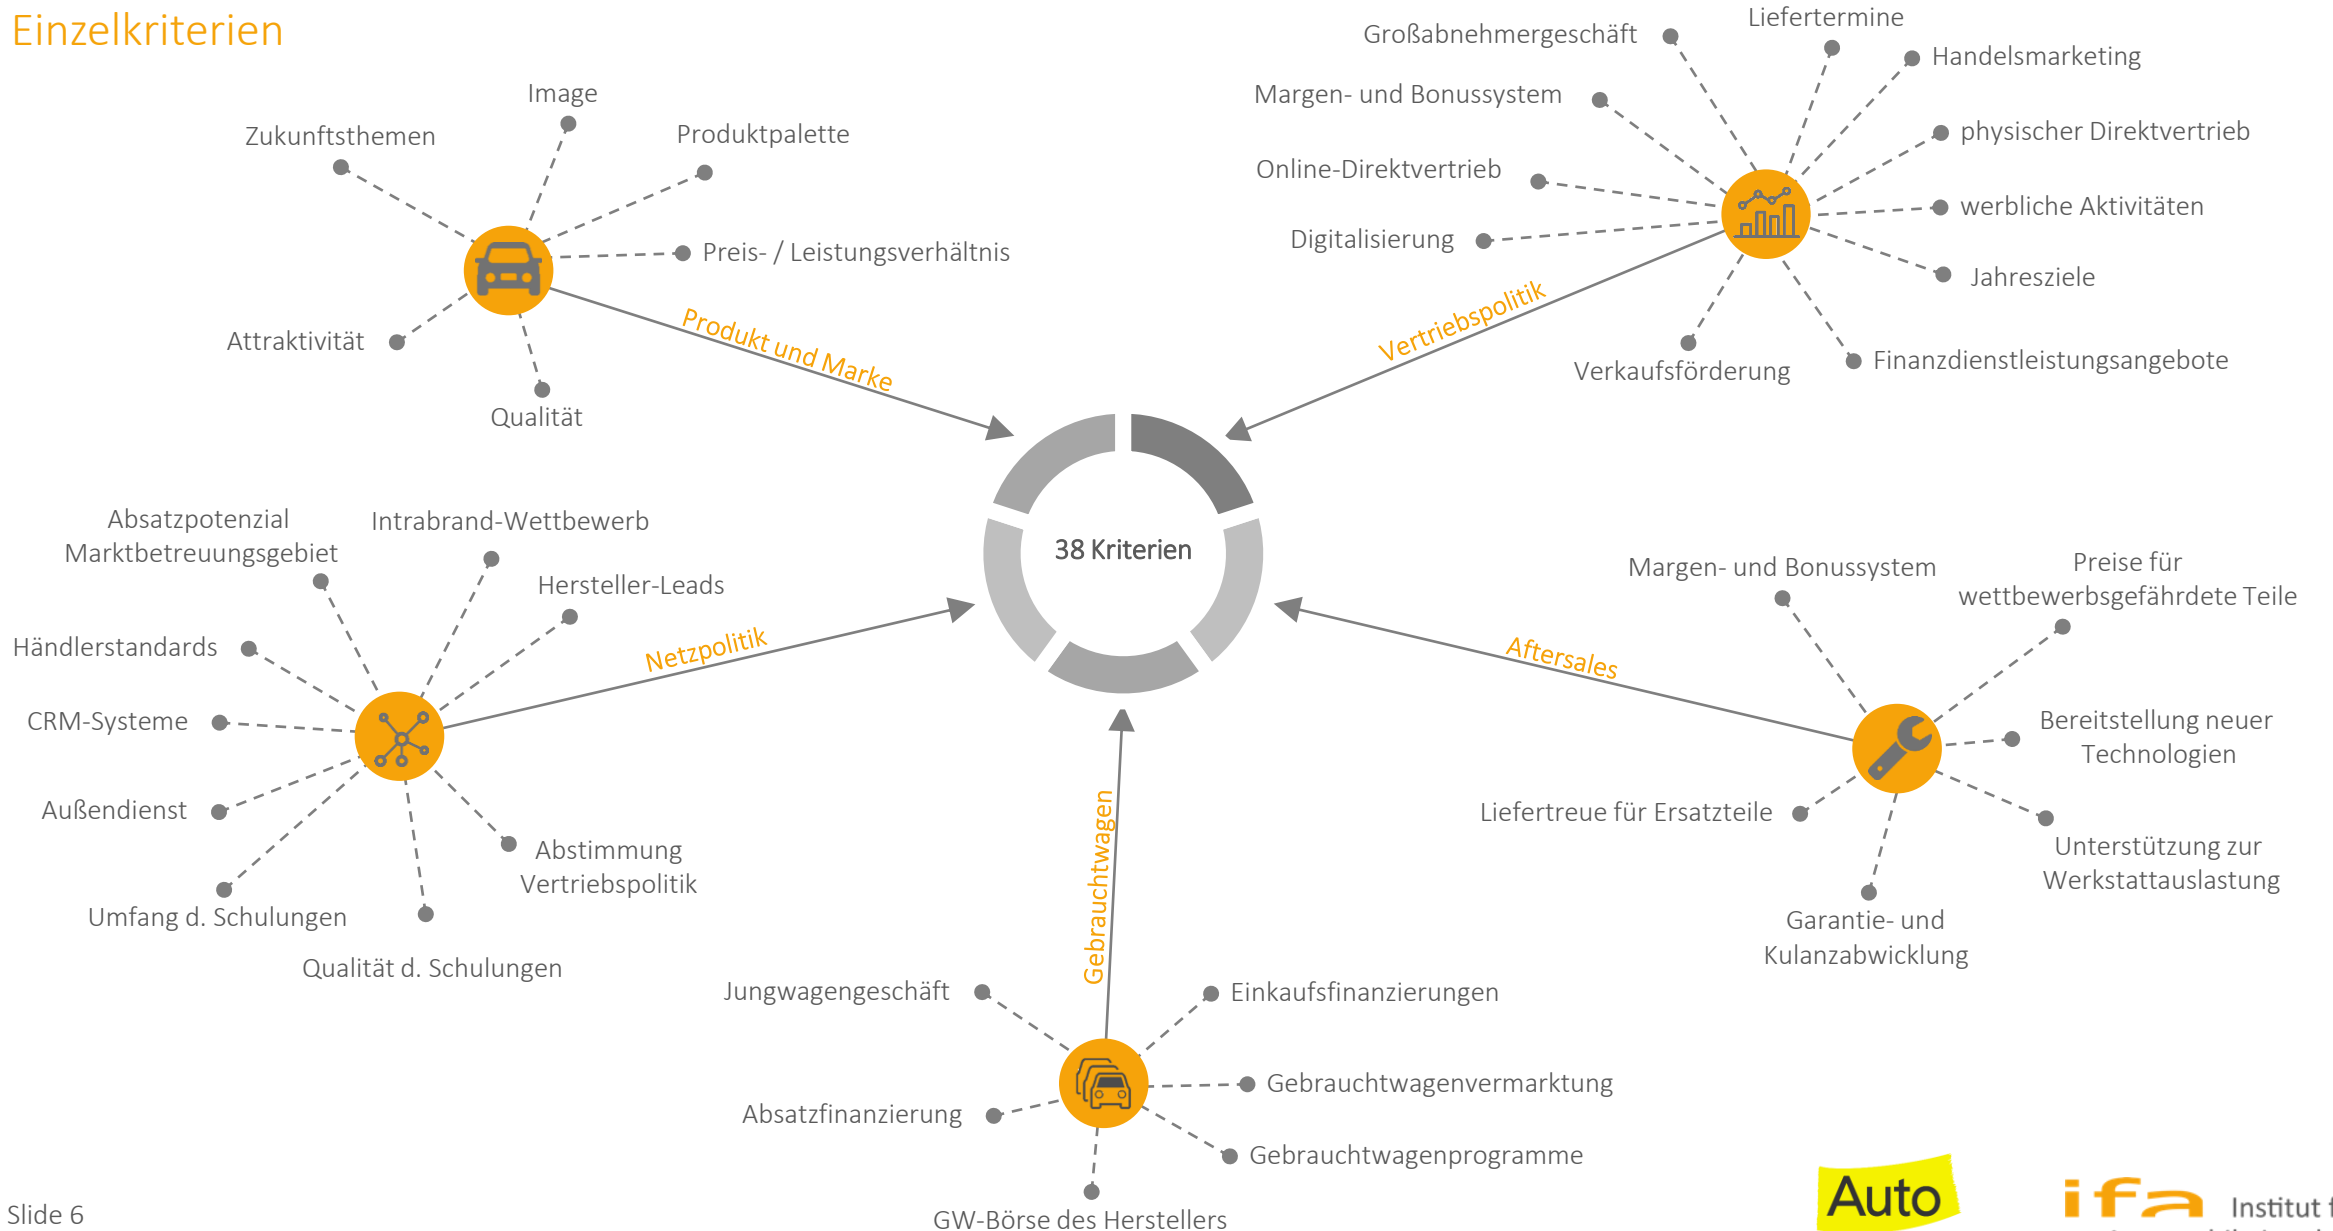 Einzelkriterien
Image
Zukunftsthemen
Produktpalette
Preis- / Leistungsverhältnis
Attraktivität
Qualität
Produkt und Marke
Liefertermine
Großabnehmergeschäft
Handelsmarketing
Margen- und Bonussystem
physischer Direktvertrieb
Online-Direktvertrieb
werbliche Aktivitäten
Digitalisierung
Jahresziele
Verkaufsförderung
Finanzdienstleistungsangebote
Vertriebspolitik
38 Kriterien
Absatzpotenzial
Marktbetreuungsgebiet
Intrabrand-Wettbewerb
Hersteller-Leads
Händlerstandards
CRM-Systeme
Außendienst
Umfang d. Schulungen
Qualität d. Schulungen
Abstimmung
Vertriebspolitik
Netzpolitik
Margen- und Bonussystem
Preise für
wettbewerbsgefährdete Teile
Bereitstellung neuer
Technologien
Liefertreue für Ersatzteile
Unterstützung zur
Werkstattauslastung
Garantie- und
Kulanzabwicklung
Aftersales
Gebrauchtwagen
Jungwagengeschäft
Einkaufsfinanzierungen
Gebrauchtwagenvermarktung
Absatzfinanzierung
Gebrauchtwagenprogramme
GW-Börse des Herstellers
Slide 6
Auto
ifa
Institut